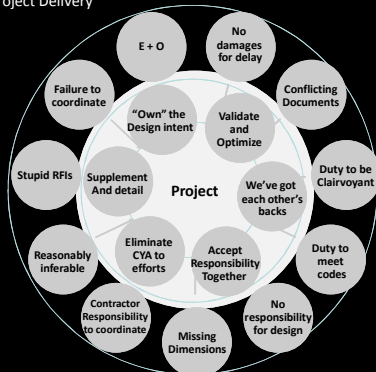 oject Delivery
E + O
No
damages
for delay
Failure to
coordinate
Conflicting
Documents
“Own” the
Design intent
Validate
and
Optimize
Stupid RFIs
Supplement
And detail
Project
We’ve got
each other’s
backs
Duty to be
Clairvoyant
Reasonably
inferable
Eliminate
CYA to
efforts
Accept
Responsibility
Together
Duty to
meet
codes
Contractor
Responsibility
to coordinate
Missing
Dimensions
No
responsibility
for design